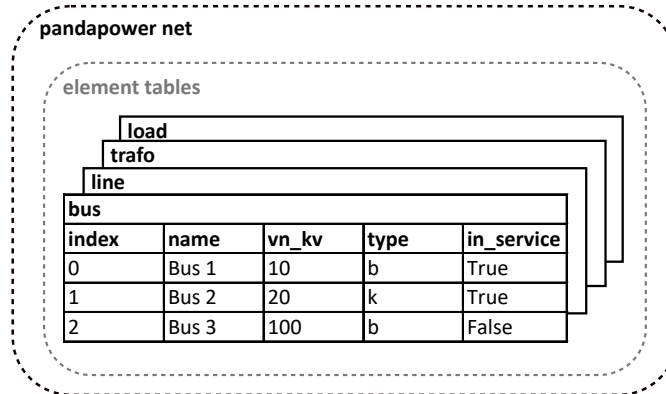 pandapower net
element tables
load
trafo
line
bus
index name vn_kv type in_service
0 Bus 1 10 b True
1 Bus 2 20 k True
2 Bus 3 100 b False